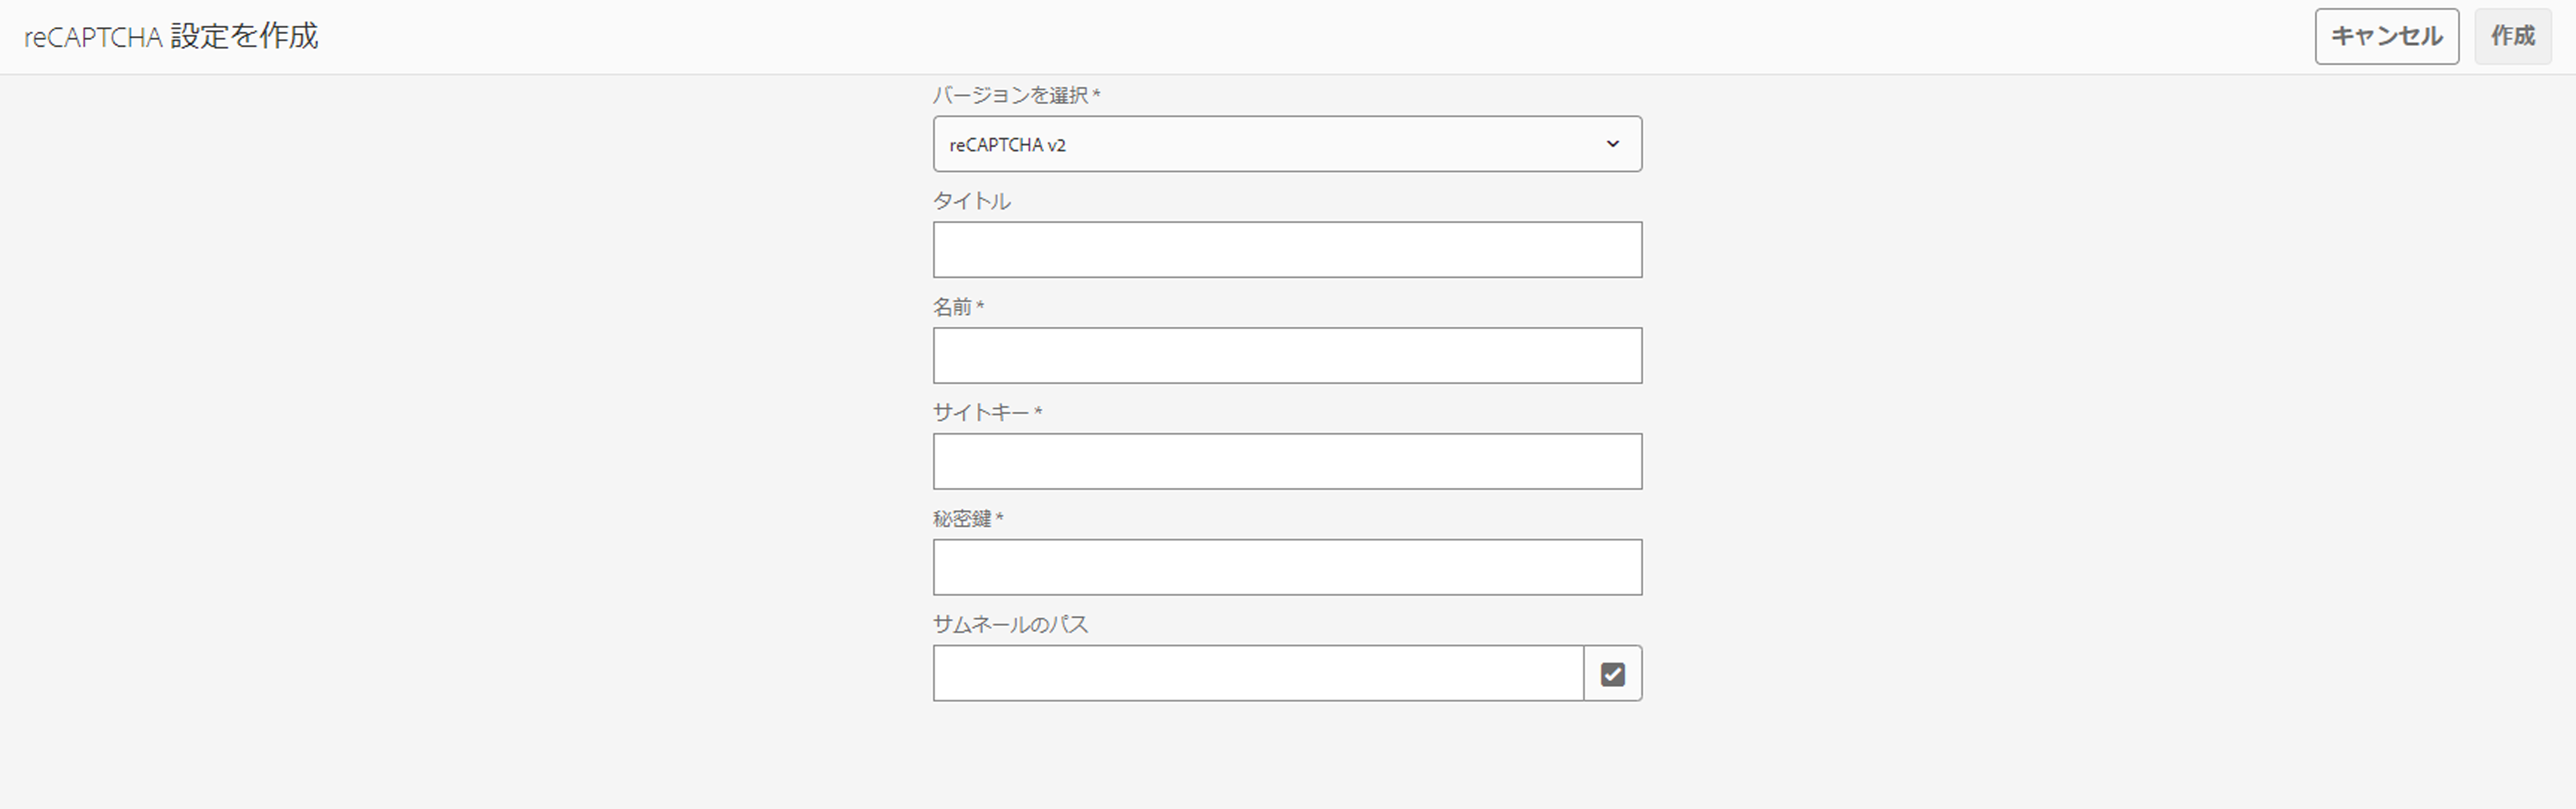 reCAPTCHA 設定を作成
キャンセル
作成
バージョンを選択 *
reCAPTCHA v2
タイトル
名前 *
サイトキー *
秘密鍵 *
サムネールのパス